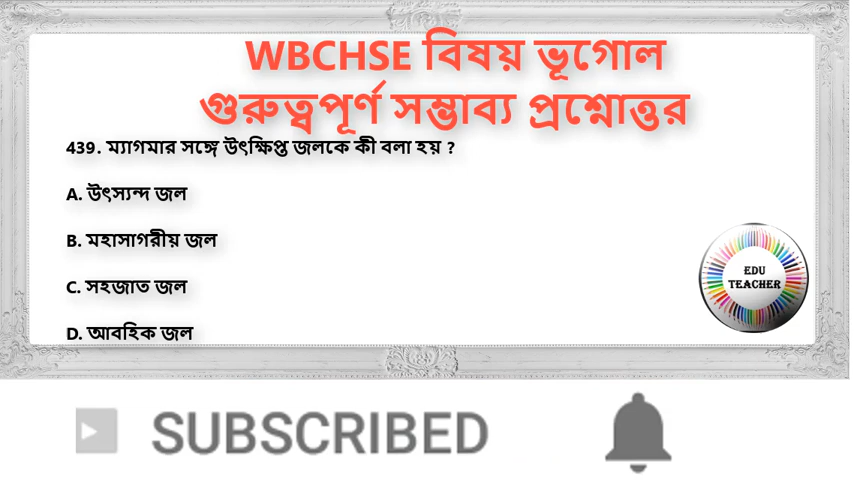 WBCHSE বিষয় ভূগোল
গুরুত্বপূর্ণ সম্ভাব্য প্রশ্নোত্তর
439. ম্যাগমার সঙ্গে উৎক্ষিপ্ত জলকে কী বলা হয় ?
A. উৎস্যন্দ জল
B. মহাসাগরীয় জল
C. সহজাত জল
D. আবহিক জল
EDU
TEACHER
SUBSCRIBED